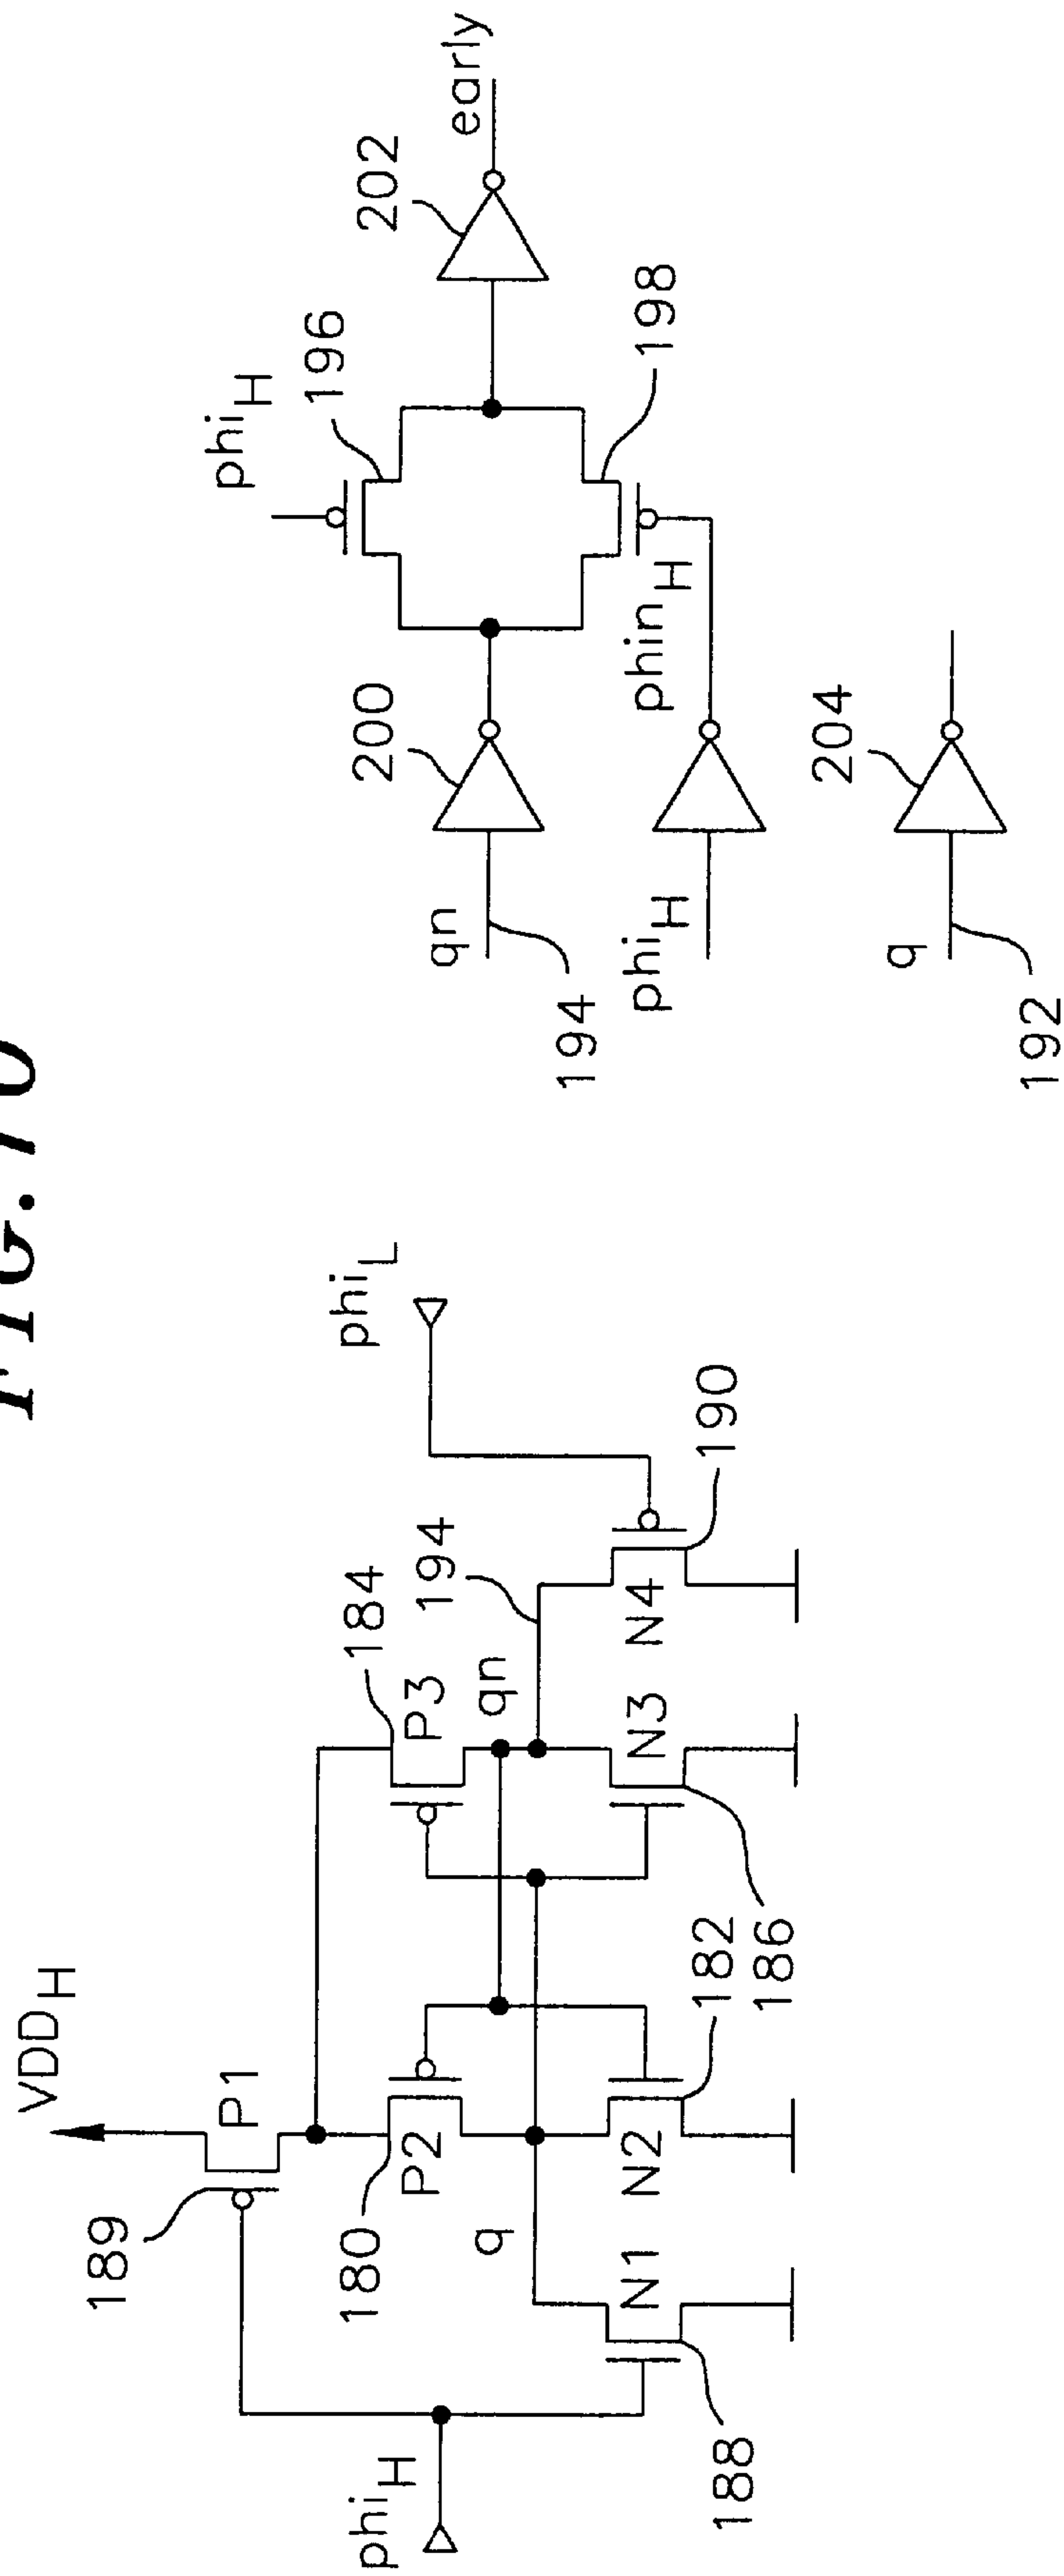 FIG. 10
VDD_H
189
P1
phi_H
180
P2
184
P3
194
qn
q
phi_L
N1
N2
N3
N4
188
182
186
190
phi_H
196
202
early
200
qn
194
phin_H
198
phi_H
204
q
192